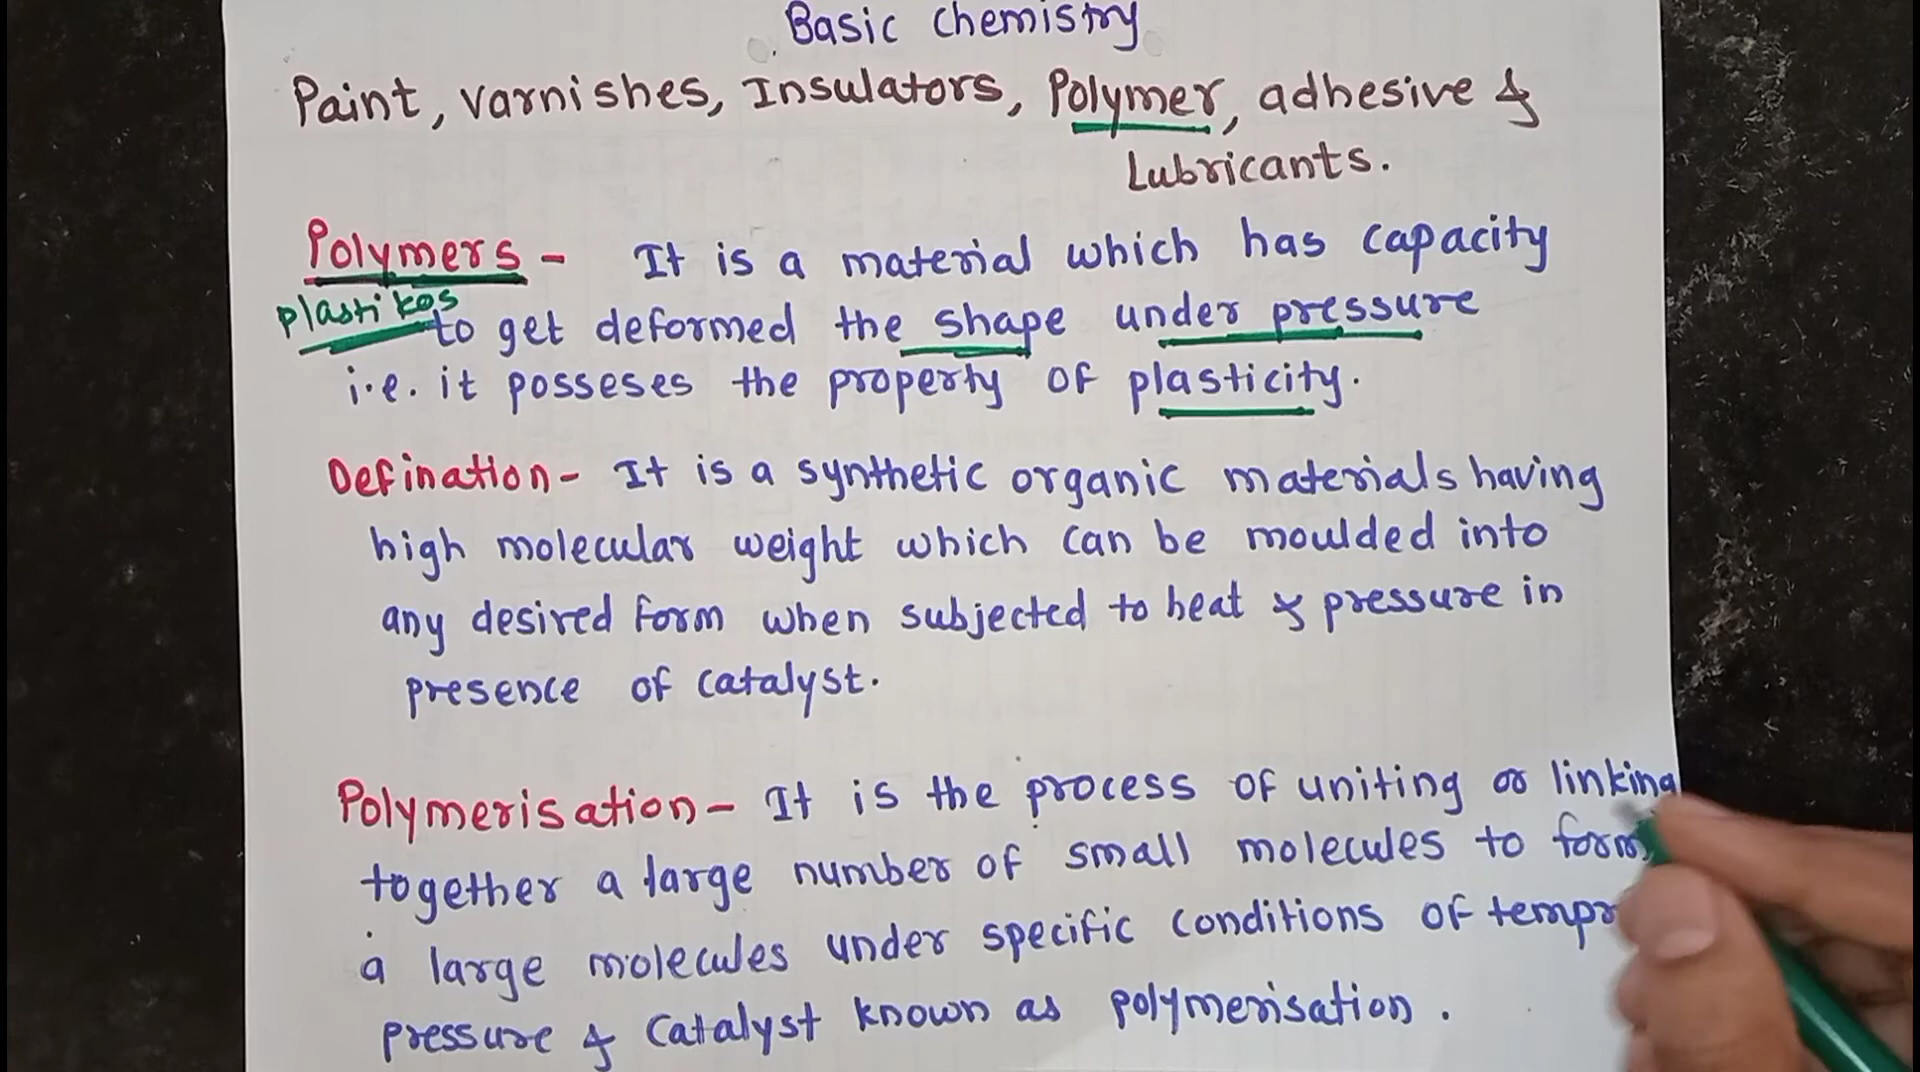 Basic chemistry
Paint, varnishes, Insulators, Polymer, adhesive &
Lubricants.
Polymers - It is a material which has capacity
plastikos
to get deformed the shape under pressure
i.e. it posseses the property of plasticity.
Defination - It is a synthetic organic materials having
high molecular weight which can be moulded into
any desired form when subjected to heat & pressure in
presence of catalyst.
Polymerisation - It is the process of uniting or linking
together a large number of small molecules to form
a large molecules under specific conditions of
pressure & catalyst known as polymerisation.